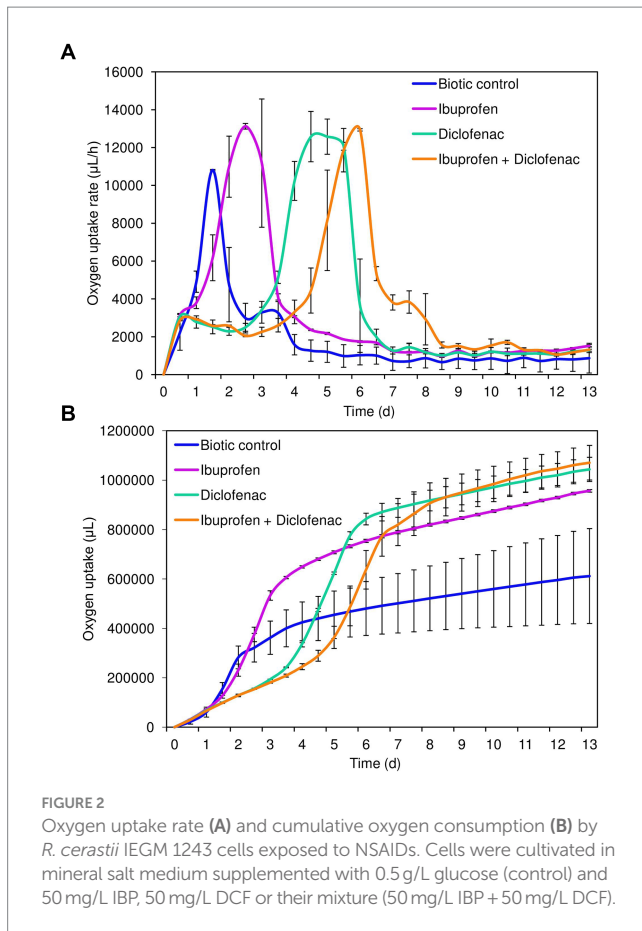 A
16000
14000
12000
10000
8000
6000
4000
2000
0
Oxygen uptake rate (µL/h)
Biotic control
Ibuprofen
Diclofenac
Ibuprofen + Diclofenac
0 1 2 3 4 5 6 7 8 9 10 11 12 13
Time (d)
B
1200000
1000000
800000
600000
400000
200000
0
Oxygen uptake (µL)
Biotic control
Ibuprofen
Diclofenac
Ibuprofen + Diclofenac
0 1 2 3 4 5 6 7 8 9 10 11 12 13
Time (d)
FIGURE 2
Oxygen uptake rate (A) and cumulative oxygen consumption (B) by
R. cerastii IEGM 1243 cells exposed to NSAIDs. Cells were cultivated in
mineral salt medium supplemented with 0.5 g/L glucose (control) and
50 mg/L IBP, 50 mg/L DCF or their mixture (50 mg/L IBP + 50 mg/L DCF).